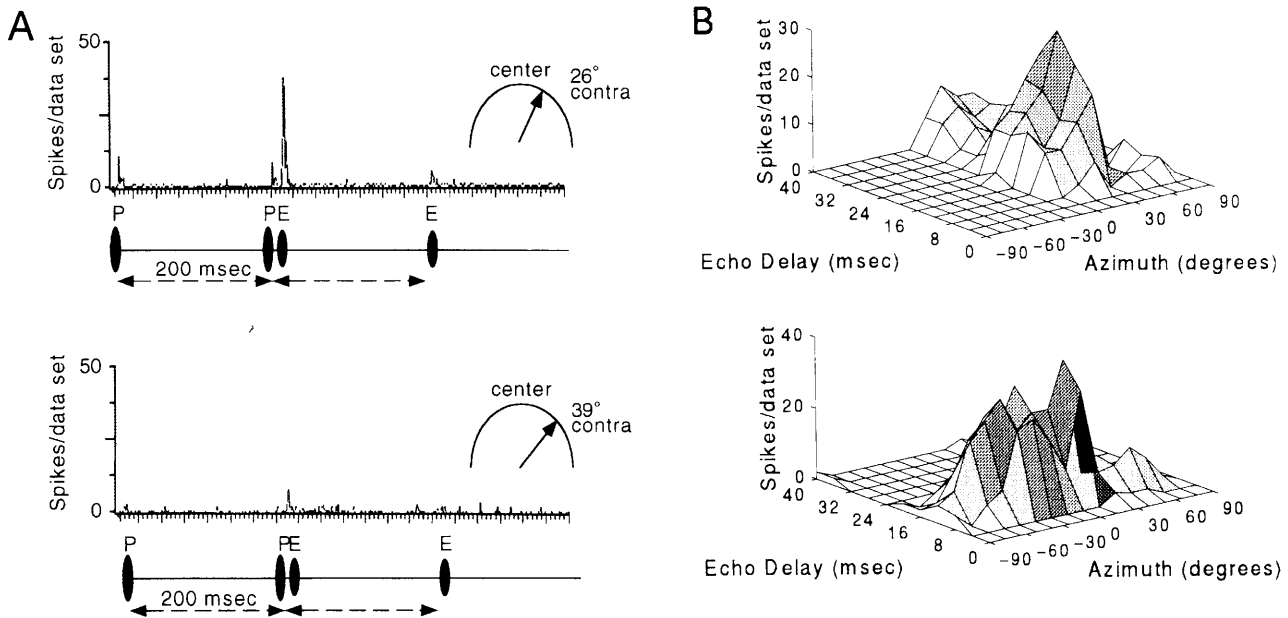 A
50
Spikes/data set
0
center
26°
contra
P
P E
E
200 msec
50
Spikes/data set
0
center
39°
contra
P
PE
E
200 msec
B
30
20
10
0
Spikes/data set
40
32
24
16
8
0
Echo Delay (msec)
-90
-60
-30
0
30
60
90
Azimuth (degrees)
40
20
0
Spikes/data set
40
32
24
16
8
0
Echo Delay (msec)
-90
-60
-30
0
30
60
90
Azimuth (degrees)